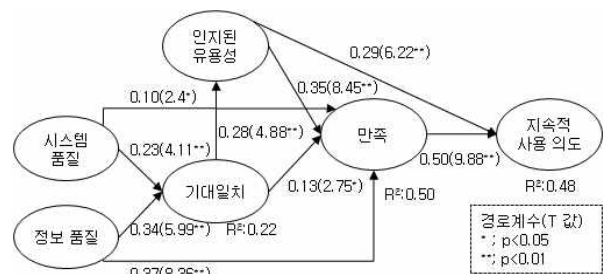 인지된
유용성
0.29(6.22**)
0.10(2.4*)
0.35(8.45**)
시스템
품질
0.28(4.88**)
만족
지속적
사용 의도
0.23(4.11**)
0.50(9.88**)
기대일치
0.13(2.75*)
R²:0.50
R²:0.48
정보 품질
0.34(5.99**)
R²:0.22
경로계수(T 값)
*; p<0.05
**; p<0.01
0.37(8.36**)